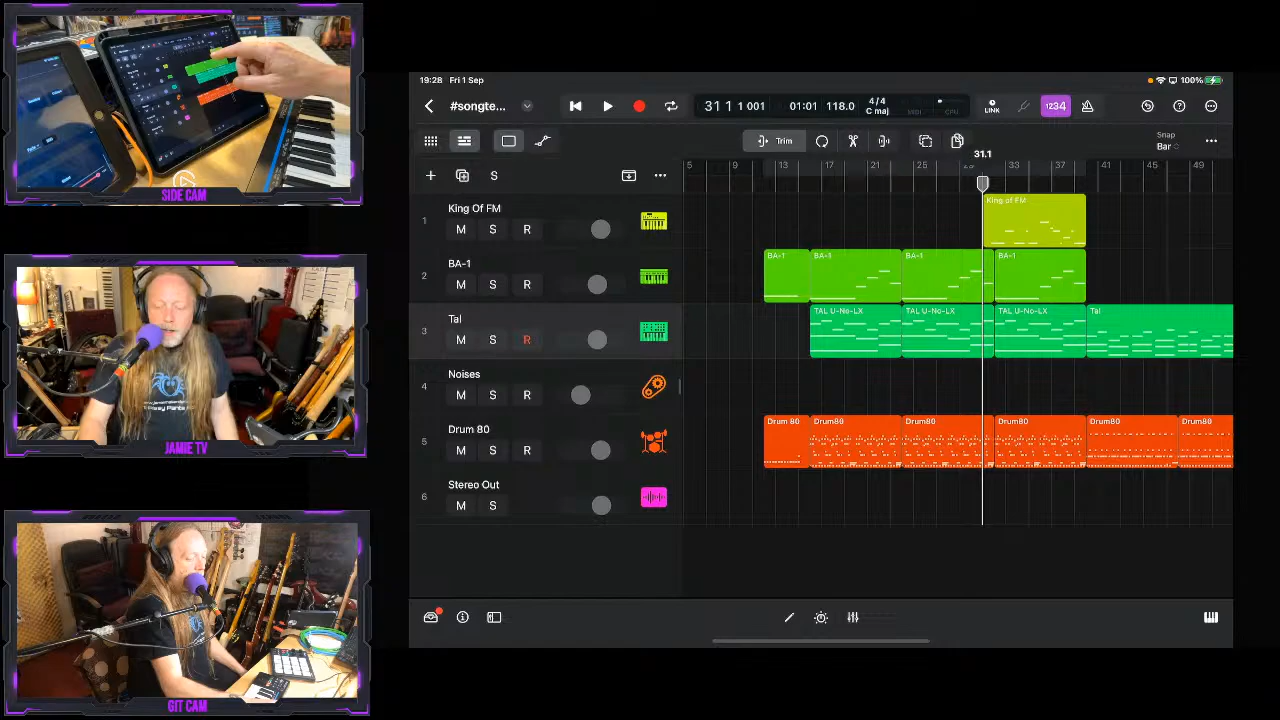 SIDE CAM
JAMIE TV
GIT CAM
19:28 Fri 1 Sep
100%
#songte...
31 1 1 001
01:01
118.0
4/4
C maj
MIDI
CPU
LINK
1234
Trim
Snap
Bar
31.1
5 9 13 17 21 25 29 33 37 41 45 49
S
1
King Of FM
M S R
King of FM
2
BA-1
M S R
BA-1 BA-1 BA-1 BA-1
3
Tal
M S R
TAL U-No-LX TAL U-No-LX TAL U-No-LX Tal
4
Noises
M S R
5
Drum 80
M S R
Drum 80 Drum80 Drum80 Drum80 Drum80 Drum80
6
Stereo Out
M S